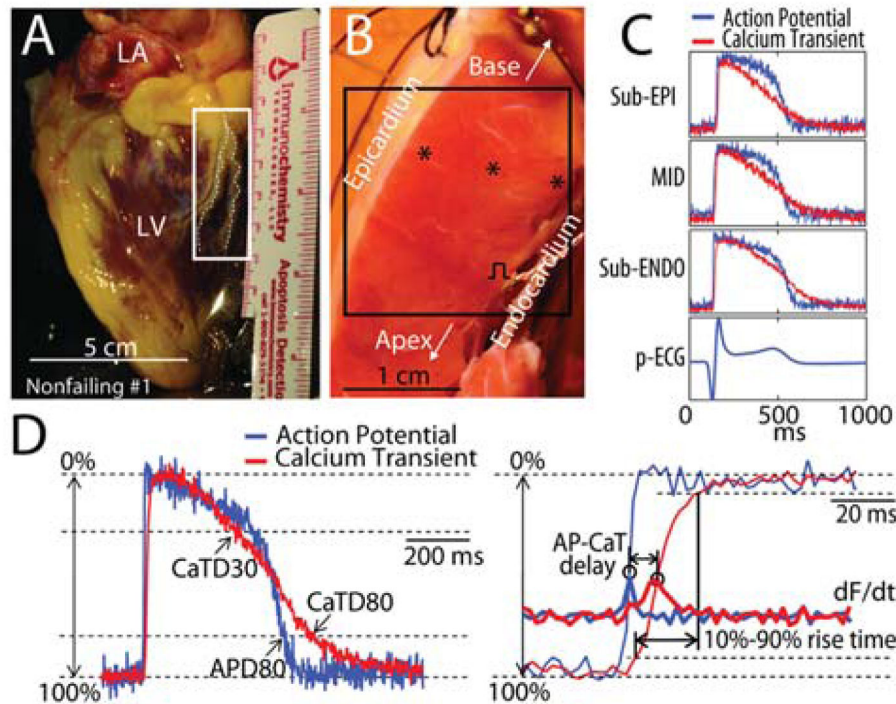 A
LA
LV
5 cm
Nonfailing #1
Immunochemistry
Apoptosis Detection
B
Base
Epicardium
*
*
*
Endocardium
Apex
1 cm
C
Action Potential
Calcium Transient
Sub-EPI
MID
Sub-ENDO
p-ECG
0 500 1000
ms
D
Action Potential
Calcium Transient
0%
200 ms
CaTD30
CaTD80
APD80
100%
0%
20 ms
AP-CaT
delay
dF/dt
10%-90% rise time
100%